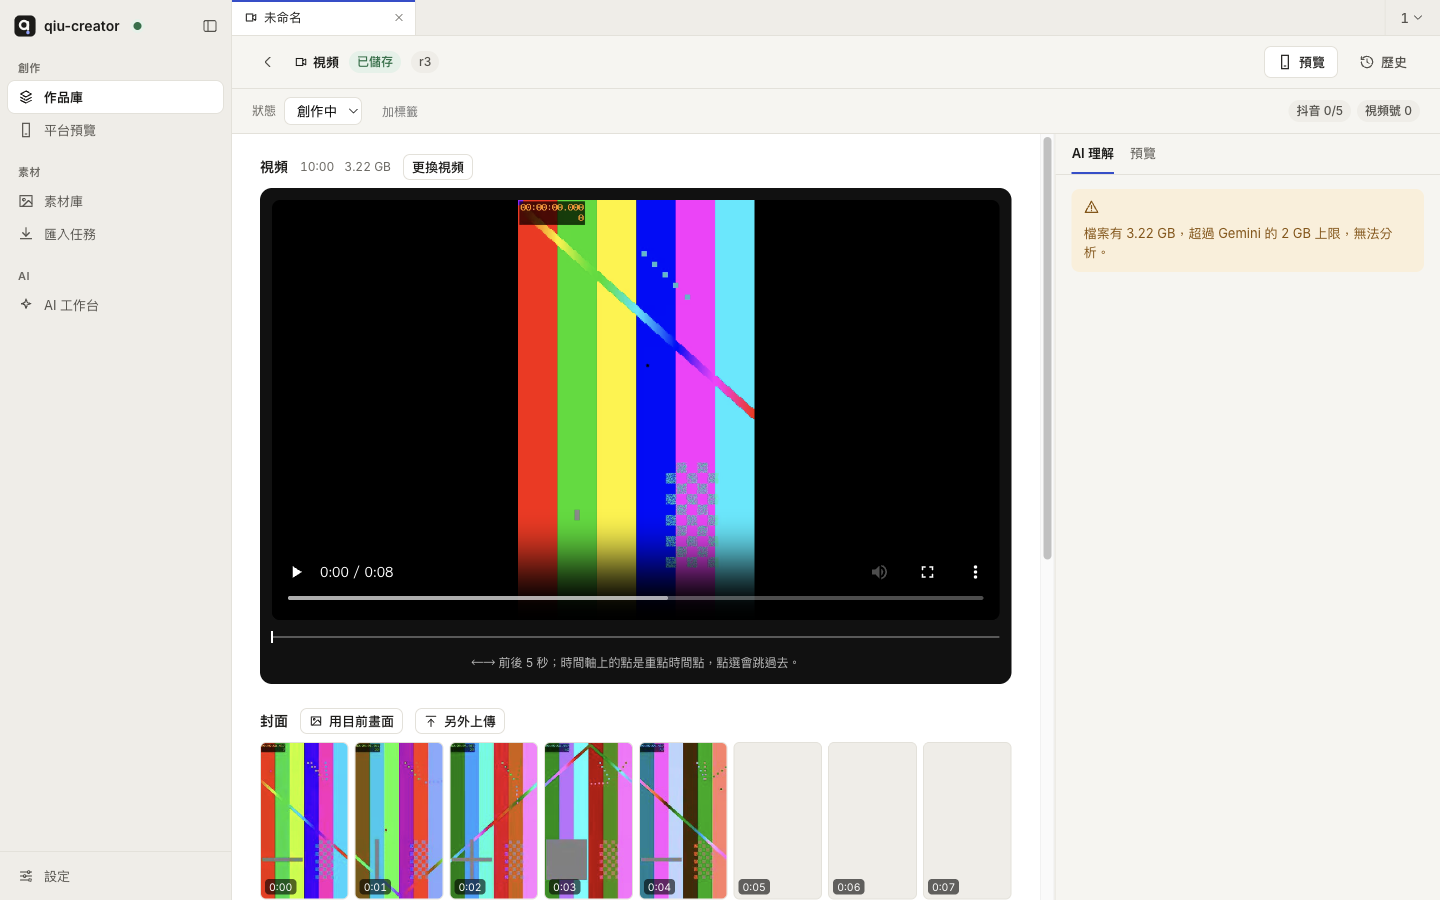 qiu-creator
未命名
1
創作
作品庫
平台預覽
素材
素材庫
匯入任務
AI
AI 工作台
設定
視頻
已儲存
r3
預覽
歷史
狀態
創作中
加標籤
抖音 0/5
視頻號 0
視頻
10:00
3.22 GB
更換視頻
00:00:00.000
0
0:00 / 0:08
←→ 前後 5 秒；時間軸上的點是重點時間點，點選會跳過去。
封面
用目前畫面
另外上傳
0:00
0:01
0:02
0:03
0:04
0:05
0:06
0:07
AI 理解
預覽
檔案有 3.22 GB，超過 Gemini 的 2 GB 上限，無法分
析。